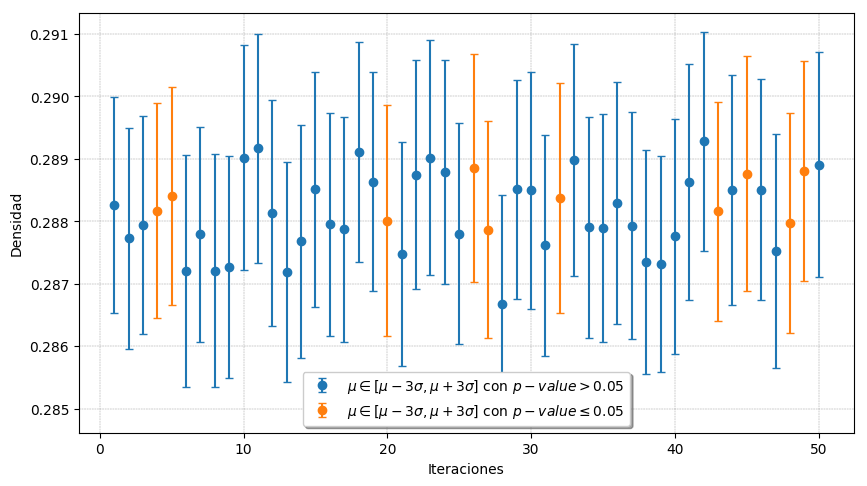 0.291
0.290
0.289
0.288
0.287
0.286
0.285
Densidad
μ ∈ [μ − 3σ, μ + 3σ] con p − value > 0.05
μ ∈ [μ − 3σ, μ + 3σ] con p − value ≤ 0.05
0 10 20 30 40 50
Iteraciones